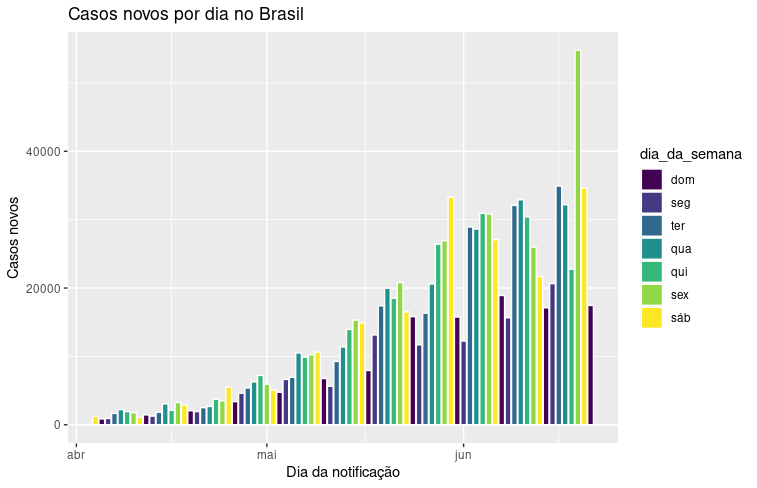 Casos novos por dia no Brasil
Casos novos
40000
20000
0
abr
mai
jun
Dia da notificação
dia_da_semana
dom
seg
ter
qua
qui
sex
sáb